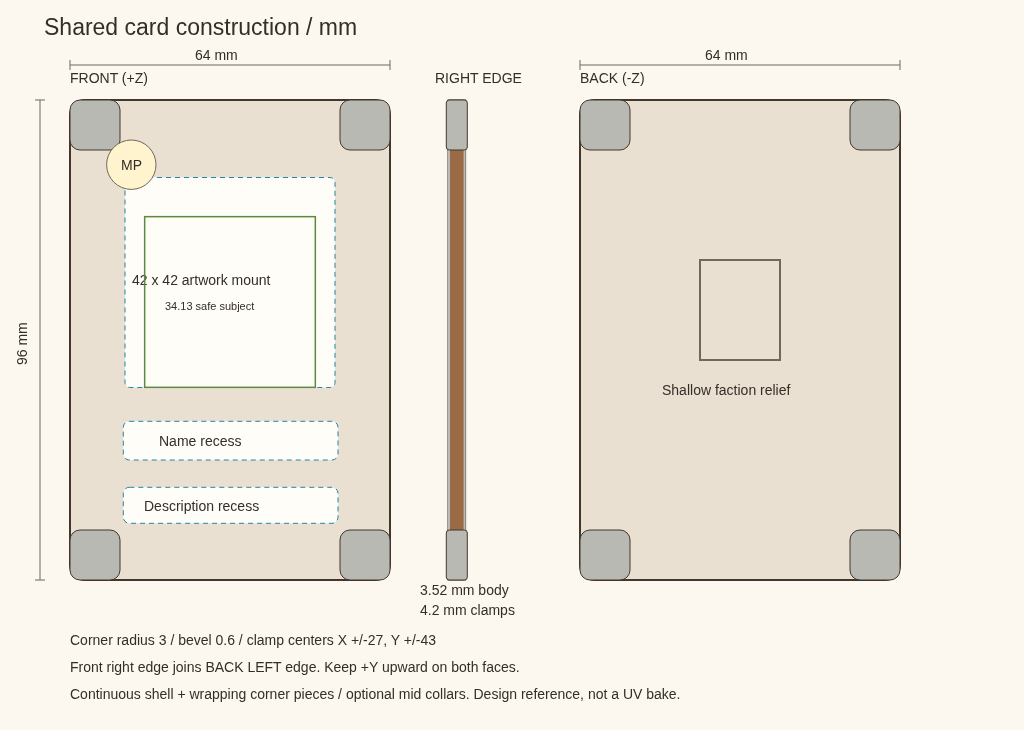 Shared card construction / mm
64 mm
64 mm
FRONT (+Z)
RIGHT EDGE
BACK (-Z)
MP
42 x 42 artwork mount
34.13 safe subject
96 mm
Shallow faction relief
Name recess
Description recess
3.52 mm body
4.2 mm clamps
Corner radius 3 / bevel 0.6 / clamp centers X +/-27, Y +/-43
Front right edge joins BACK LEFT edge. Keep +Y upward on both faces.
Continuous shell + wrapping corner pieces / optional mid collars. Design reference, not a UV bake.